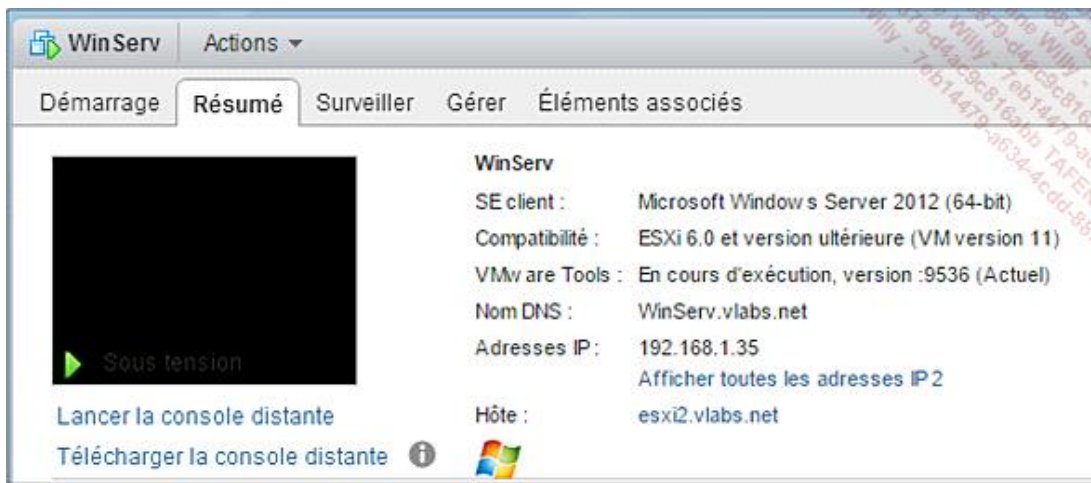 WinServ Actions
Démarrage Résumé Surveiller Gérer Éléments associés
Sous tension
Lancer la console distante
Télécharger la console distante
WinServ
SE client : Microsoft Windows Server 2012 (64-bit)
Compatibilité : ESXi 6.0 et version ultérieure (VM version 11)
VMware Tools : En cours d'exécution, version :9536 (Actuel)
Nom DNS : WinServ.vlabs.net
Adresses IP : 192.168.1.35
Afficher toutes les adresses IP 2
Hôte : esxi2.vlabs.net